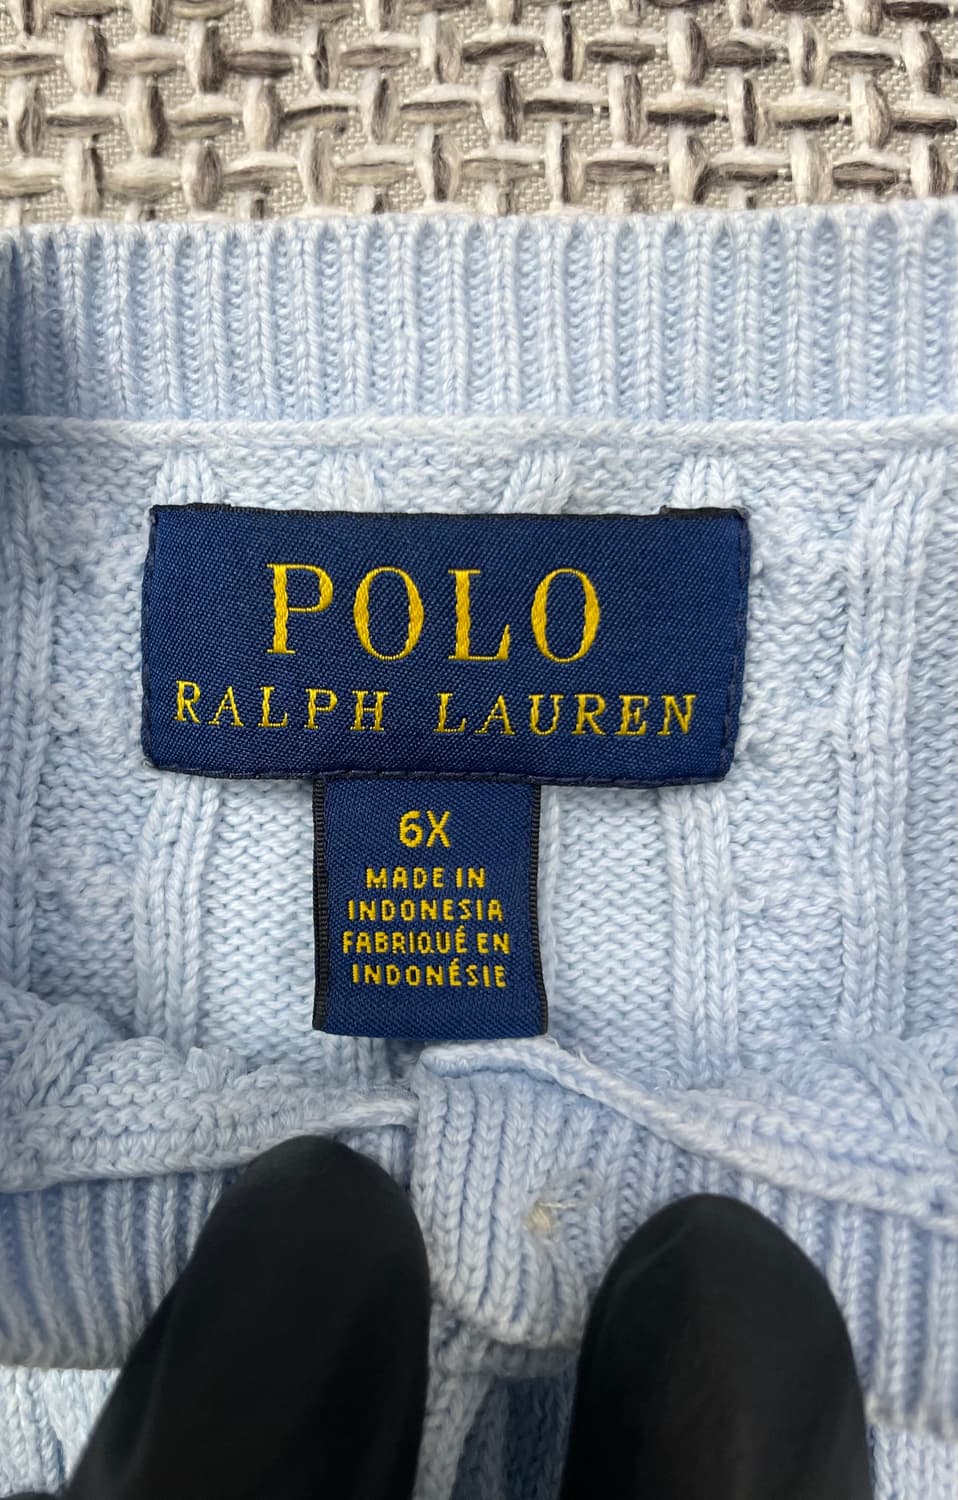 POLO
RALPH LAUREN
6X
MADE IN
INDONESIA
FABRIQUÉ EN
INDONÉSIE